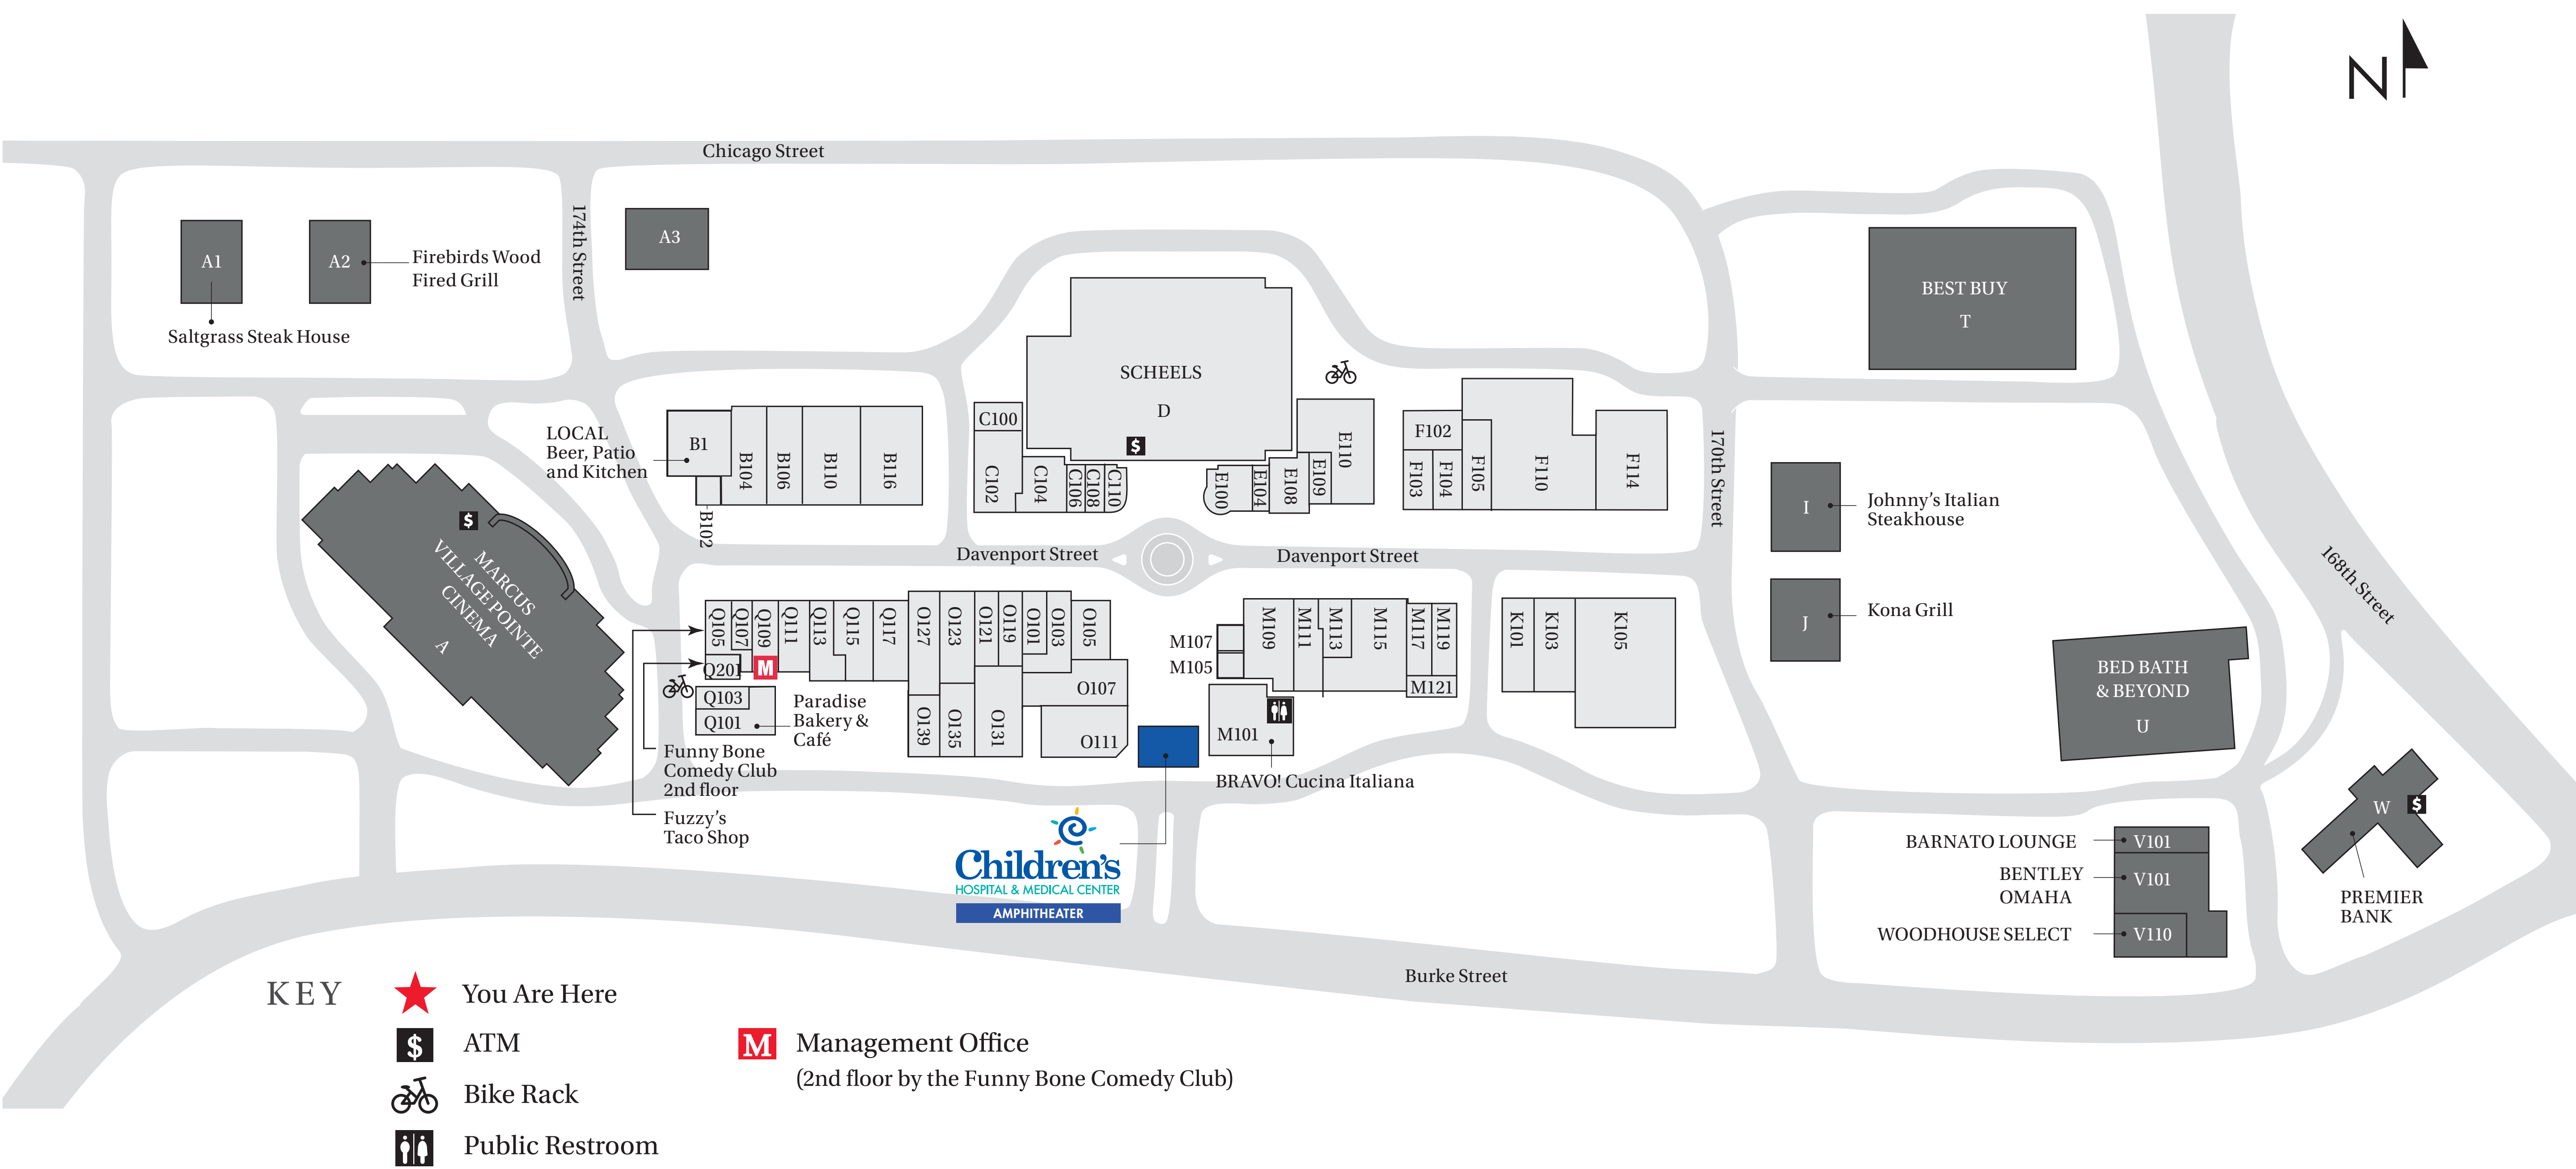 N
Chicago Street
174th Street
A1
A2
Firebirds Wood
Fired Grill
Saltgrass Steak House
A3
SCHEELS
D
$
BEST BUY
T
LOCAL
Beer, Patio
and Kitchen
B1
B102
B104
B106
B110
B116
C100
C102
C104
C106
C108
C110
E100
E104
E108
E109
E110
F102
F103
F104
F105
F110
F114
170th Street
I
Johnny's Italian
Steakhouse
J
Kona Grill
168th Street
$
MARCUS
VILLAGE POINTE
CINEMA
A
Davenport Street
Davenport Street
Q105
Q107
Q109
Q111
Q113
Q115
Q117
Q201
M
Q103
Q101
Paradise
Bakery &
Café
O127
O123
O121
O119
O101
O103
O105
O107
O139
O135
O131
O111
M107
M105
M109
M111
M113
M115
M117
M119
M121
M101
BRAVO! Cucina Italiana
K101
K103
K105
BED BATH
& BEYOND
U
Funny Bone
Comedy Club
2nd floor
Fuzzy's
Taco Shop
Children's
HOSPITAL & MEDICAL CENTER
AMPHITHEATER
W
$
PREMIER
BANK
BARNATO LOUNGE
V101
BENTLEY
OMAHA
V101
WOODHOUSE SELECT
V110
Burke Street
KEY
You Are Here
$ ATM
Bike Rack
Public Restroom
M Management Office
(2nd floor by the Funny Bone Comedy Club)